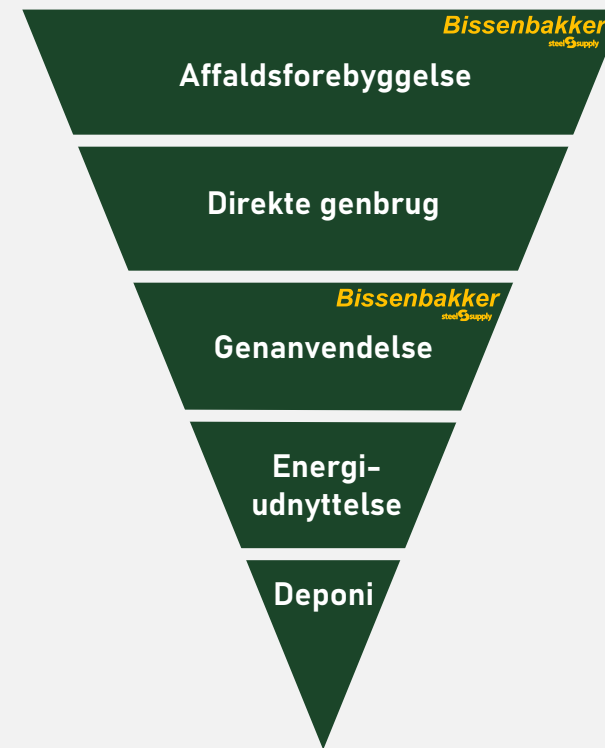 Bissenbakker
steel supply
Affaldsforebyggelse
Direkte genbrug
Bissenbakker
steel supply
Genanvendelse
Energi-
udnyttelse
Deponi